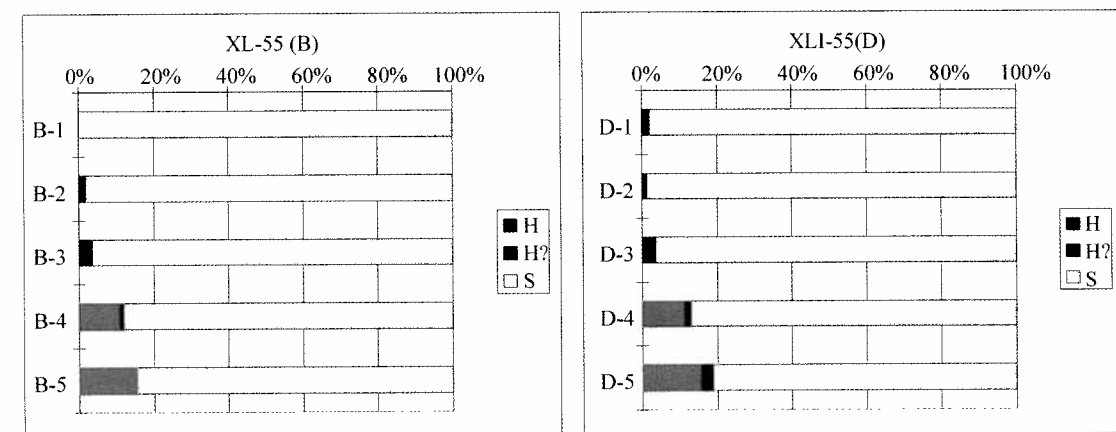 XL-55 (B)
0% 20% 40% 60% 80% 100%
B-1
B-2
B-3
B-4
B-5
H
H?
S
XLI-55(D)
0% 20% 40% 60% 80% 100%
D-1
D-2
D-3
D-4
D-5
H
H?
S